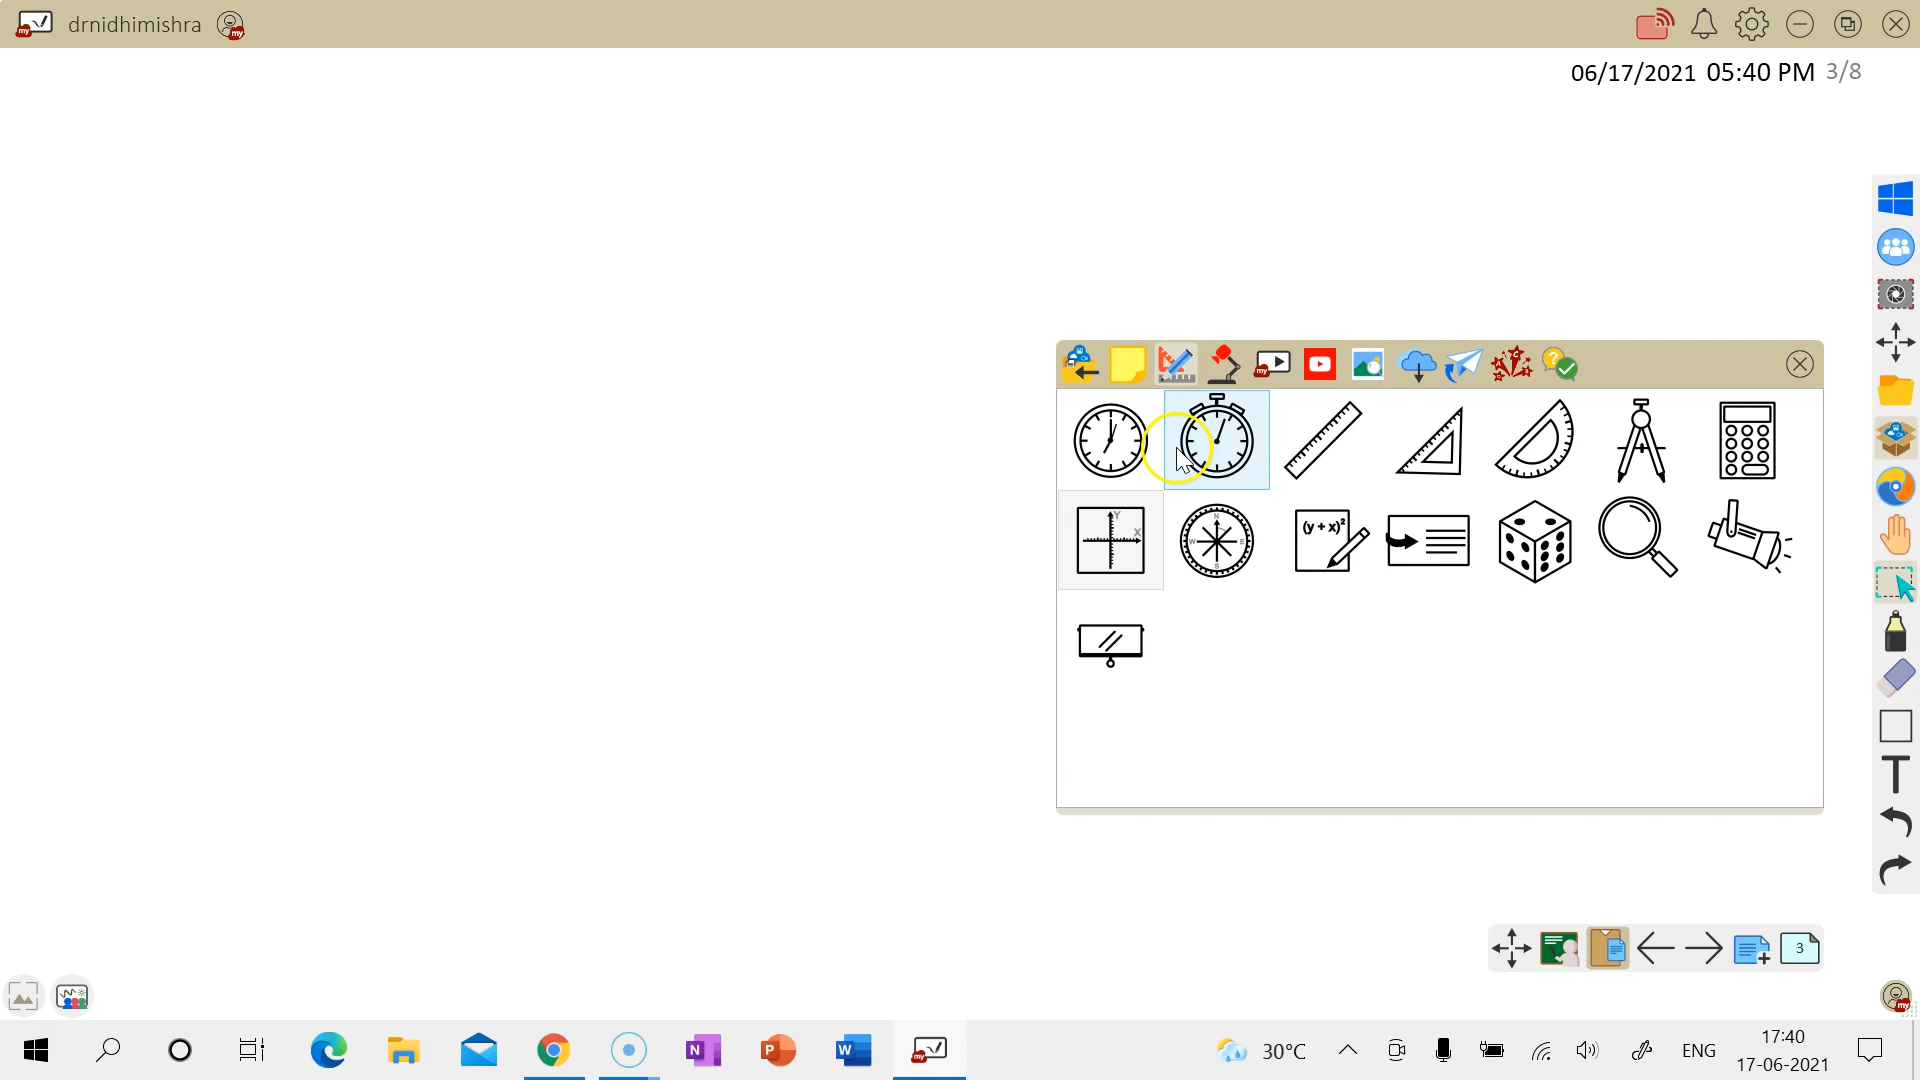 drnidhimishra
06/17/2021 05:40 PM 3/8
Y
X
N
W E
S
(y + x)²
3
30°C
ENG
17:40
17-06-2021